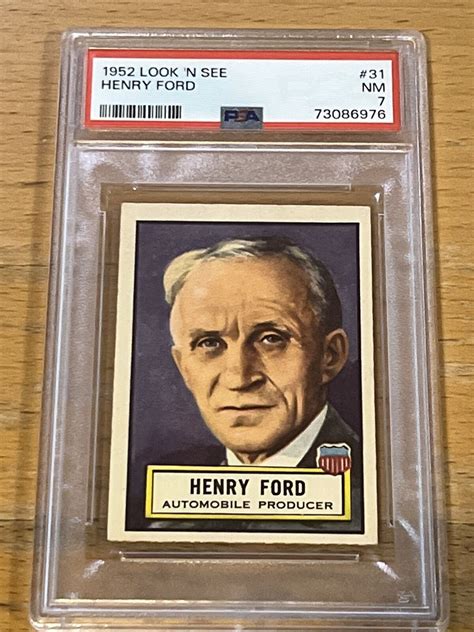 1952 LOOK 'N SEE #31
HENRY FORD NM
PSA 7
73086976
HENRY FORD
AUTOMOBILE PRODUCER